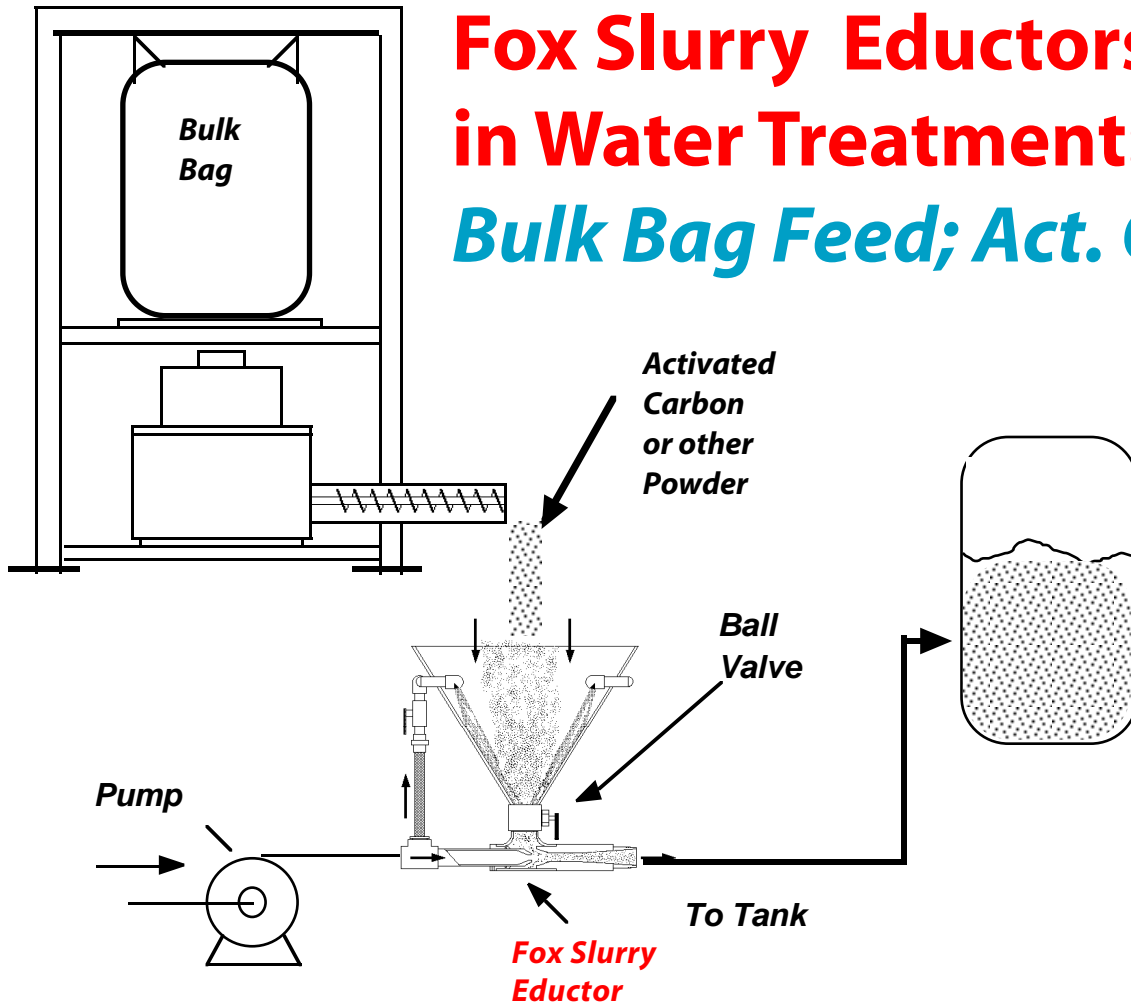 Fox Slurry Eductors
in Water Treatment
Bulk Bag Feed; Act.
Bulk
Bag
Activated
Carbon
or other
Powder
Ball
Valve
Pump
To Tank
Fox Slurry
Eductor